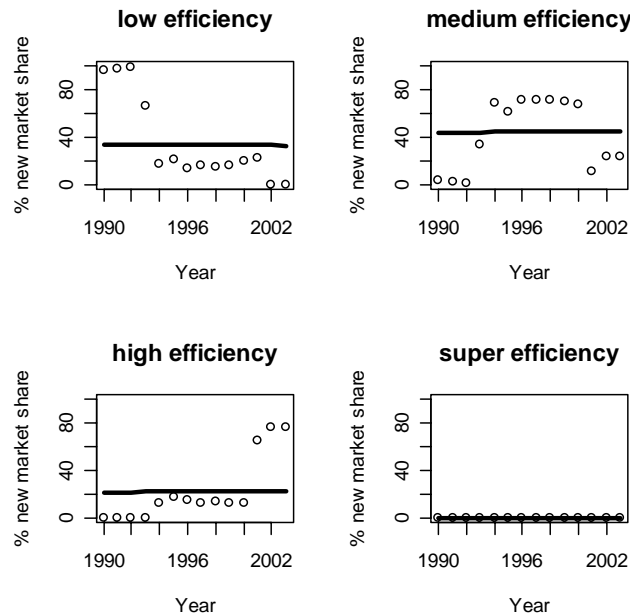 low efficiency
% new market share
80
40
0
1990
1996
2002
Year
medium efficiency
% new market share
80
40
0
1990
1996
2002
Year
high efficiency
% new market share
80
40
0
1990
1996
2002
Year
super efficiency
% new market share
80
40
0
1990
1996
2002
Year